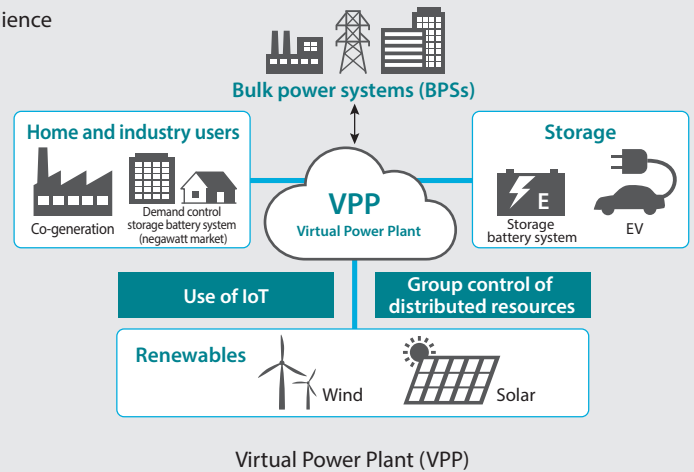 ience
Bulk power systems (BPSs)
Home and industry users
Co-generation
Demand control
storage battery system
(negawatt market)
VPP
Virtual Power Plant
Storage
E
Storage
battery system
EV
Use of IoT
Group control of
distributed resources
Renewables
Wind
Solar
Virtual Power Plant (VPP)